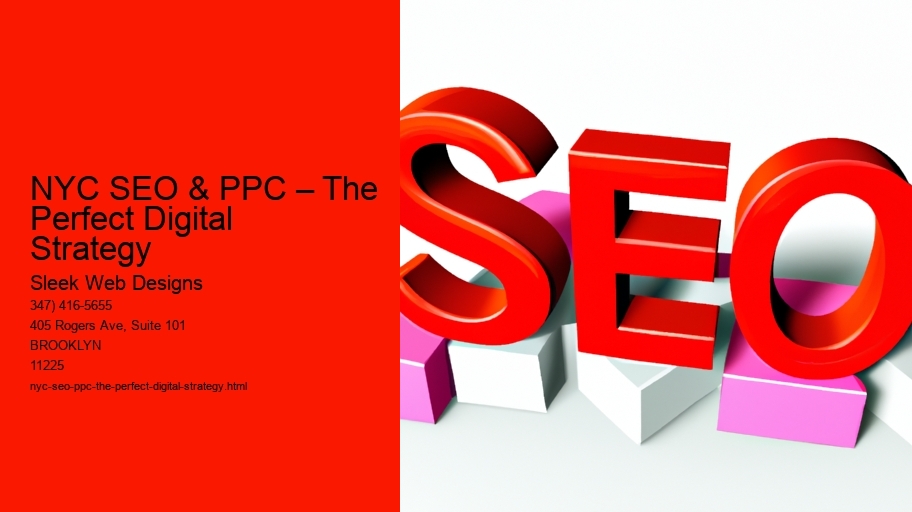 NYC SEO & PPC – The
Perfect Digital
Strategy
Sleek Web Designs
347) 416-5655
405 Rogers Ave, Suite 101
BROOKLYN
11225
nyc-seo-ppc-the-perfect-digital-strategy.html
SEO